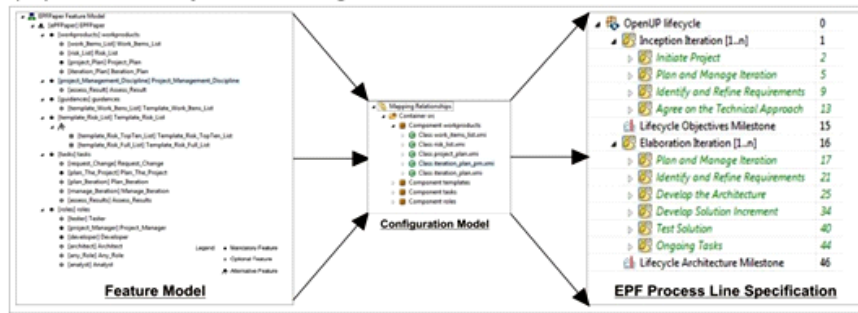 EPFPaper Feature Model
[ePFPaper] EPFPaper
[workproducts] workproducts
[work_Items_List] Work_Items_List
[risk_List] Risk_List
[project_Plan] Project_Plan
[iteration_Plan] Iteration_Plan
[project_Management_Discipline] Project_Management_Discipline
[assess_Result] Assess_Result
[guidances] guidances
[template_Work_Items_List] Template_Work_Items_List
[template_Risk_List] Template_Risk_List
[template_Risk_TopTen_List] Template_Risk_TopTen_List
[template_Risk_Full_List] Template_Risk_Full_List
[tasks] tasks
[request_Change] Request_Change
[plan_The_Project] Plan_The_Project
[plan_Iteration] Plan_Iteration
[manage_Iteration] Manage_Iteration
[assess_Results] Assess_Results
[roles] roles
[tester] Tester
[project_Manager] Project_Manager
[developer] Developer
[architect] Architect
[any_Role] Any_Role
[analyst] Analyst
Legend
Mandatory Feature
Optional Feature
Alternative Feature
Feature Model
Mapping Relationships
Container src
Component workproducts
Class work_items_list.xmi
Class risk_list.xmi
Class project_plan.xmi
Class iteration_plan_pm.xmi
Class iteration_plan.xmi
Component templates
Component tasks
Component roles
Configuration Model
OpenUP lifecycle 0
Inception Iteration [1..n] 1
Initiate Project 2
Plan and Manage Iteration 5
Identify and Refine Requirements 9
Agree on the Technical Approach 13
Lifecycle Objectives Milestone 15
Elaboration Iteration [1..n] 16
Plan and Manage Iteration 17
Identify and Refine Requirements 21
Develop the Architecture 25
Develop Solution Increment 34
Test Solution 40
Ongoing Tasks 44
Lifecycle Architecture Milestone 46
EPF Process Line Specification